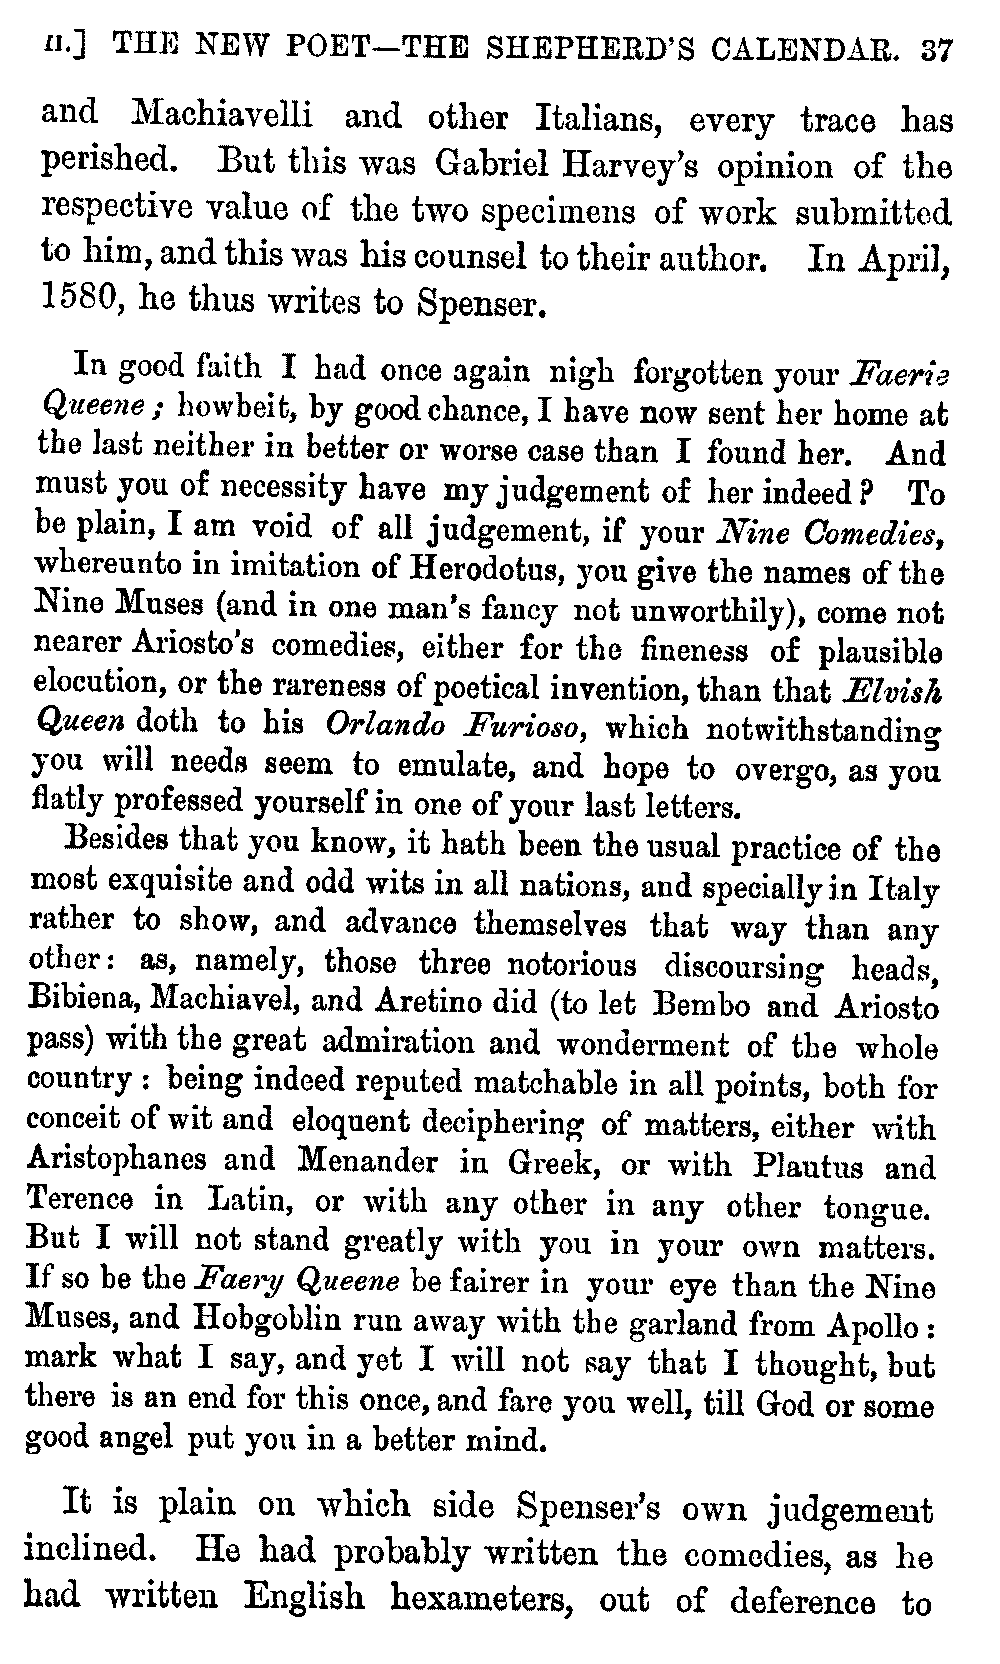 II.] THE NEW POET—THE SHEPHERD'S CALENDAR. 37
and Machiavelli and other Italians, every trace has
perished. But this was Gabriel Harvey's opinion of the
respective value of the two specimens of work submitted
to him, and this was his counsel to their author. In April,
1580, he thus writes to Spenser.
In good faith I had once again nigh forgotten your Faerie
Queene; howbeit, by good chance, I have now sent her home at
the last neither in better or worse case than I found her. And
must you of necessity have my judgement of her indeed? To
be plain, I am void of all judgement, if your Nine Comedies,
whereunto in imitation of Herodotus, you give the names of the
Nine Muses (and in one man's fancy not unworthily), come not
nearer Ariosto's comedies, either for the fineness of plausible
elocution, or the rareness of poetical invention, than that Elvish
Queen doth to his Orlando Furioso, which notwithstanding
you will needs seem to emulate, and hope to overgo, as you
flatly professed yourself in one of your last letters.
Besides that you know, it hath been the usual practice of the
most exquisite and odd wits in all nations, and specially in Italy
rather to show, and advance themselves that way than any
other: as, namely, those three notorious discoursing heads,
Bibiena, Machiavel, and Aretino did (to let Bembo and Ariosto
pass) with the great admiration and wonderment of the whole
country: being indeed reputed matchable in all points, both for
conceit of wit and eloquent deciphering of matters, either with
Aristophanes and Menander in Greek, or with Plautus and
Terence in Latin, or with any other in any other tongue.
But I will not stand greatly with you in your own matters.
If so be the Faery Queene be fairer in your eye than the Nine
Muses, and Hobgoblin run away with the garland from Apollo:
mark what I say, and yet I will not say that I thought, but
there is an end for this once, and fare you well, till God or some
good angel put you in a better mind.
It is plain on which side Spenser's own judgement
inclined. He had probably written the comedies, as he
had written English hexameters, out of deference to